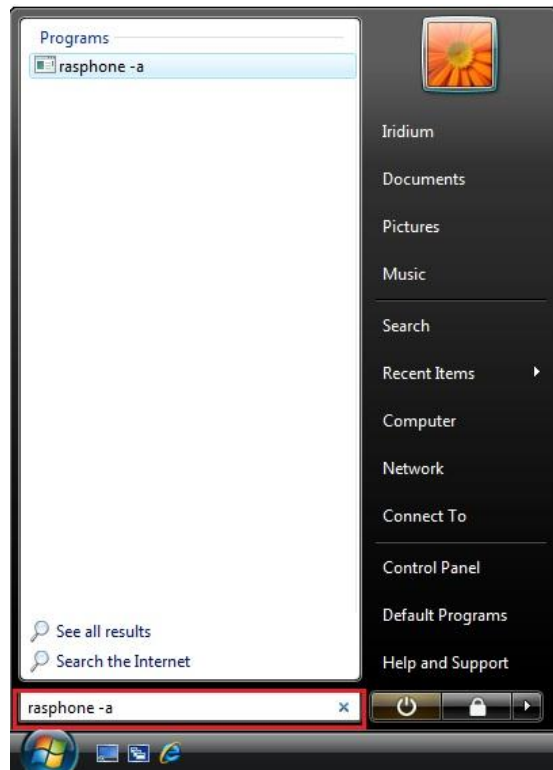 Programs
rasphone -a
See all results
Search the Internet
rasphone -a
Iridium
Documents
Pictures
Music
Search
Recent Items
Computer
Network
Connect To
Control Panel
Default Programs
Help and Support